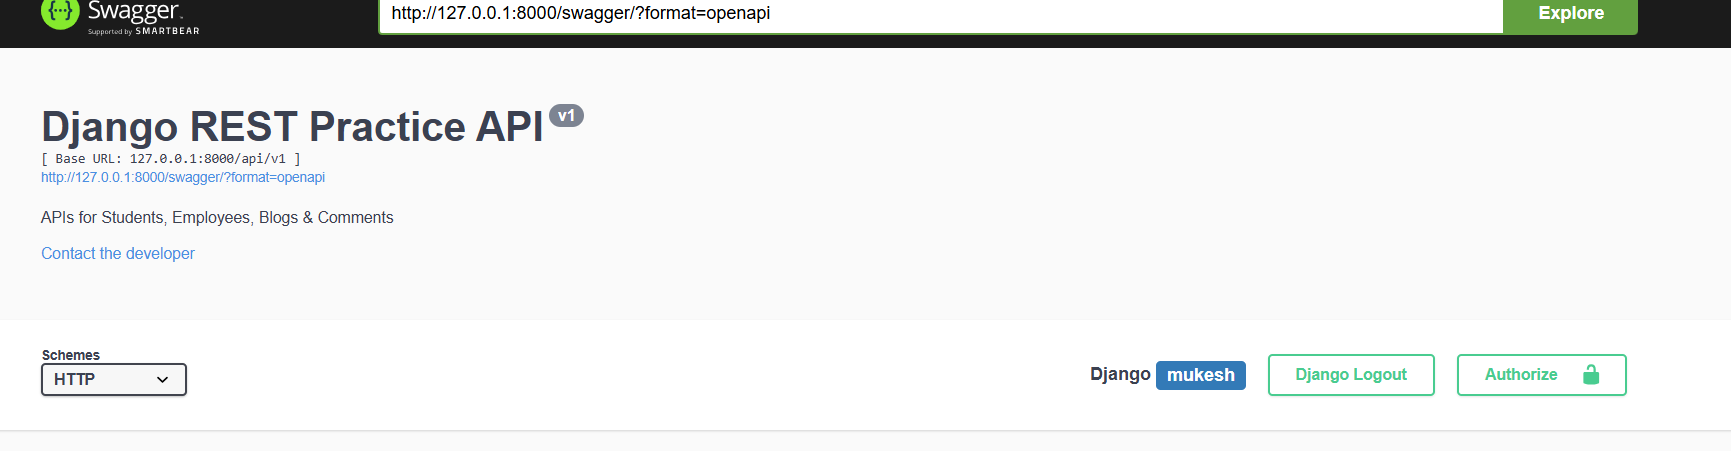 Swagger
Supported by SMARTBEAR
http://127.0.0.1:8000/swagger/?format=openapi
Explore
Django REST Practice API v1
[ Base URL: 127.0.0.1:8000/api/v1 ]
http://127.0.0.1:8000/swagger/?format=openapi
APIs for Students, Employees, Blogs & Comments
Contact the developer
Schemes
HTTP
Django mukesh
Django Logout
Authorize